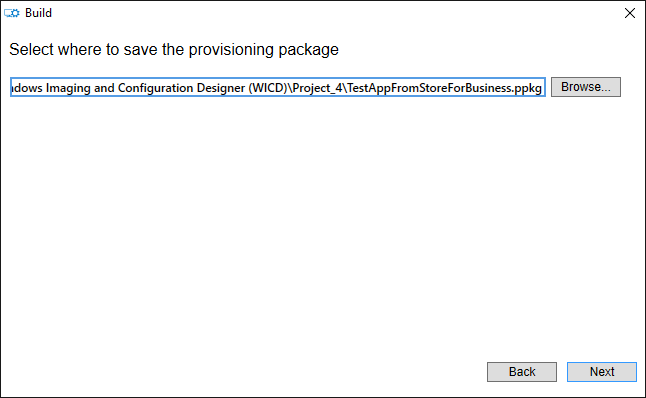 Build
Select where to save the provisioning package
dows Imaging and Configuration Designer (WICD)\Project_4\TestAppFromStoreForBusiness.ppkg
Browse...
Back
Next